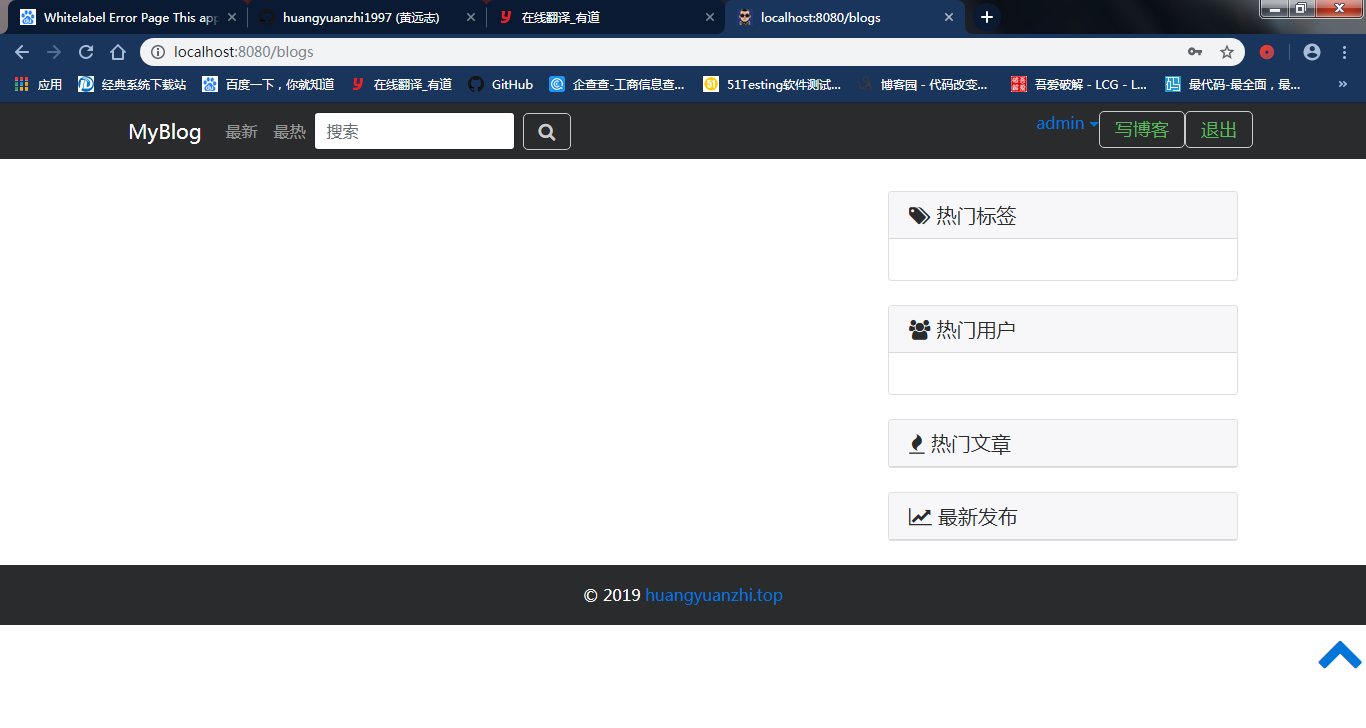 Whitelabel Error Page This app
huangyuanzhi1997 (黄远志)
在线翻译_有道
localhost:8080/blogs
localhost:8080/blogs
应用 经典系统下载站 百度一下，你就知道 在线翻译_有道 GitHub 企查查-工商信息查... 51Testing软件测试... 博客园 - 代码改变... 吾爱破解 - LCG - L... 最代码-最全面，最... »
MyBlog 最新 最热 搜索 admin 写博客 退出
热门标签
热门用户
热门文章
最新发布
© 2019 huangyuanzhi.top